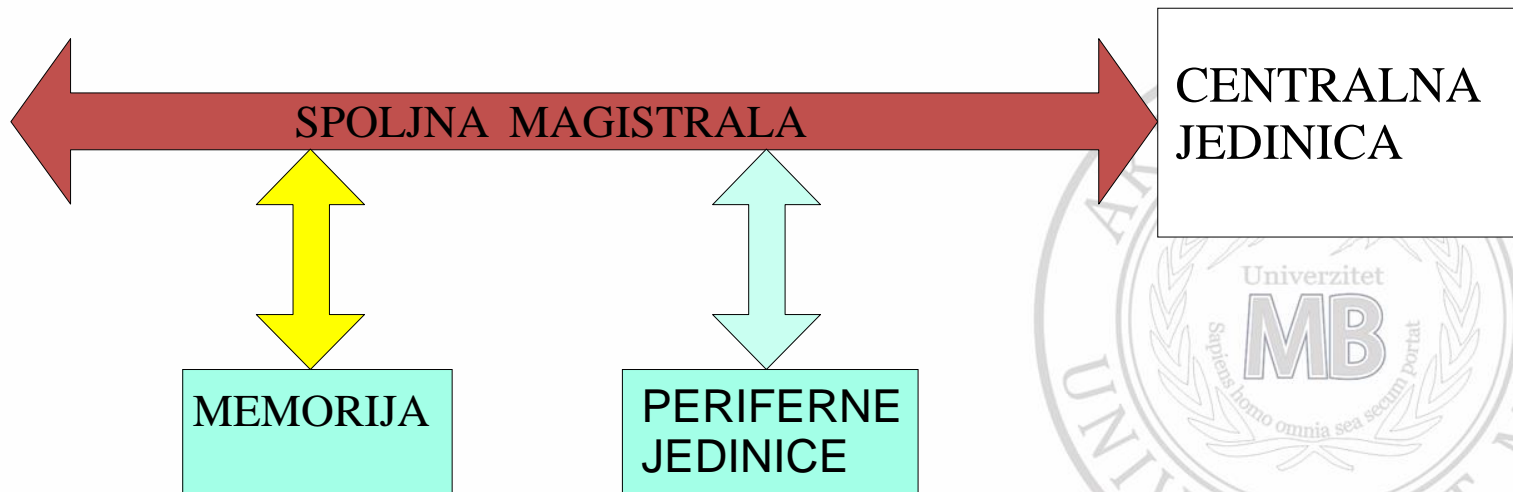 CENTRALNA
JEDINICA
SPOLJNA MAGISTRALA
MEMORIJA
PERIFERNE
JEDINICE
Univerzitet
MB
Sapiens homo omnia sea secum portat